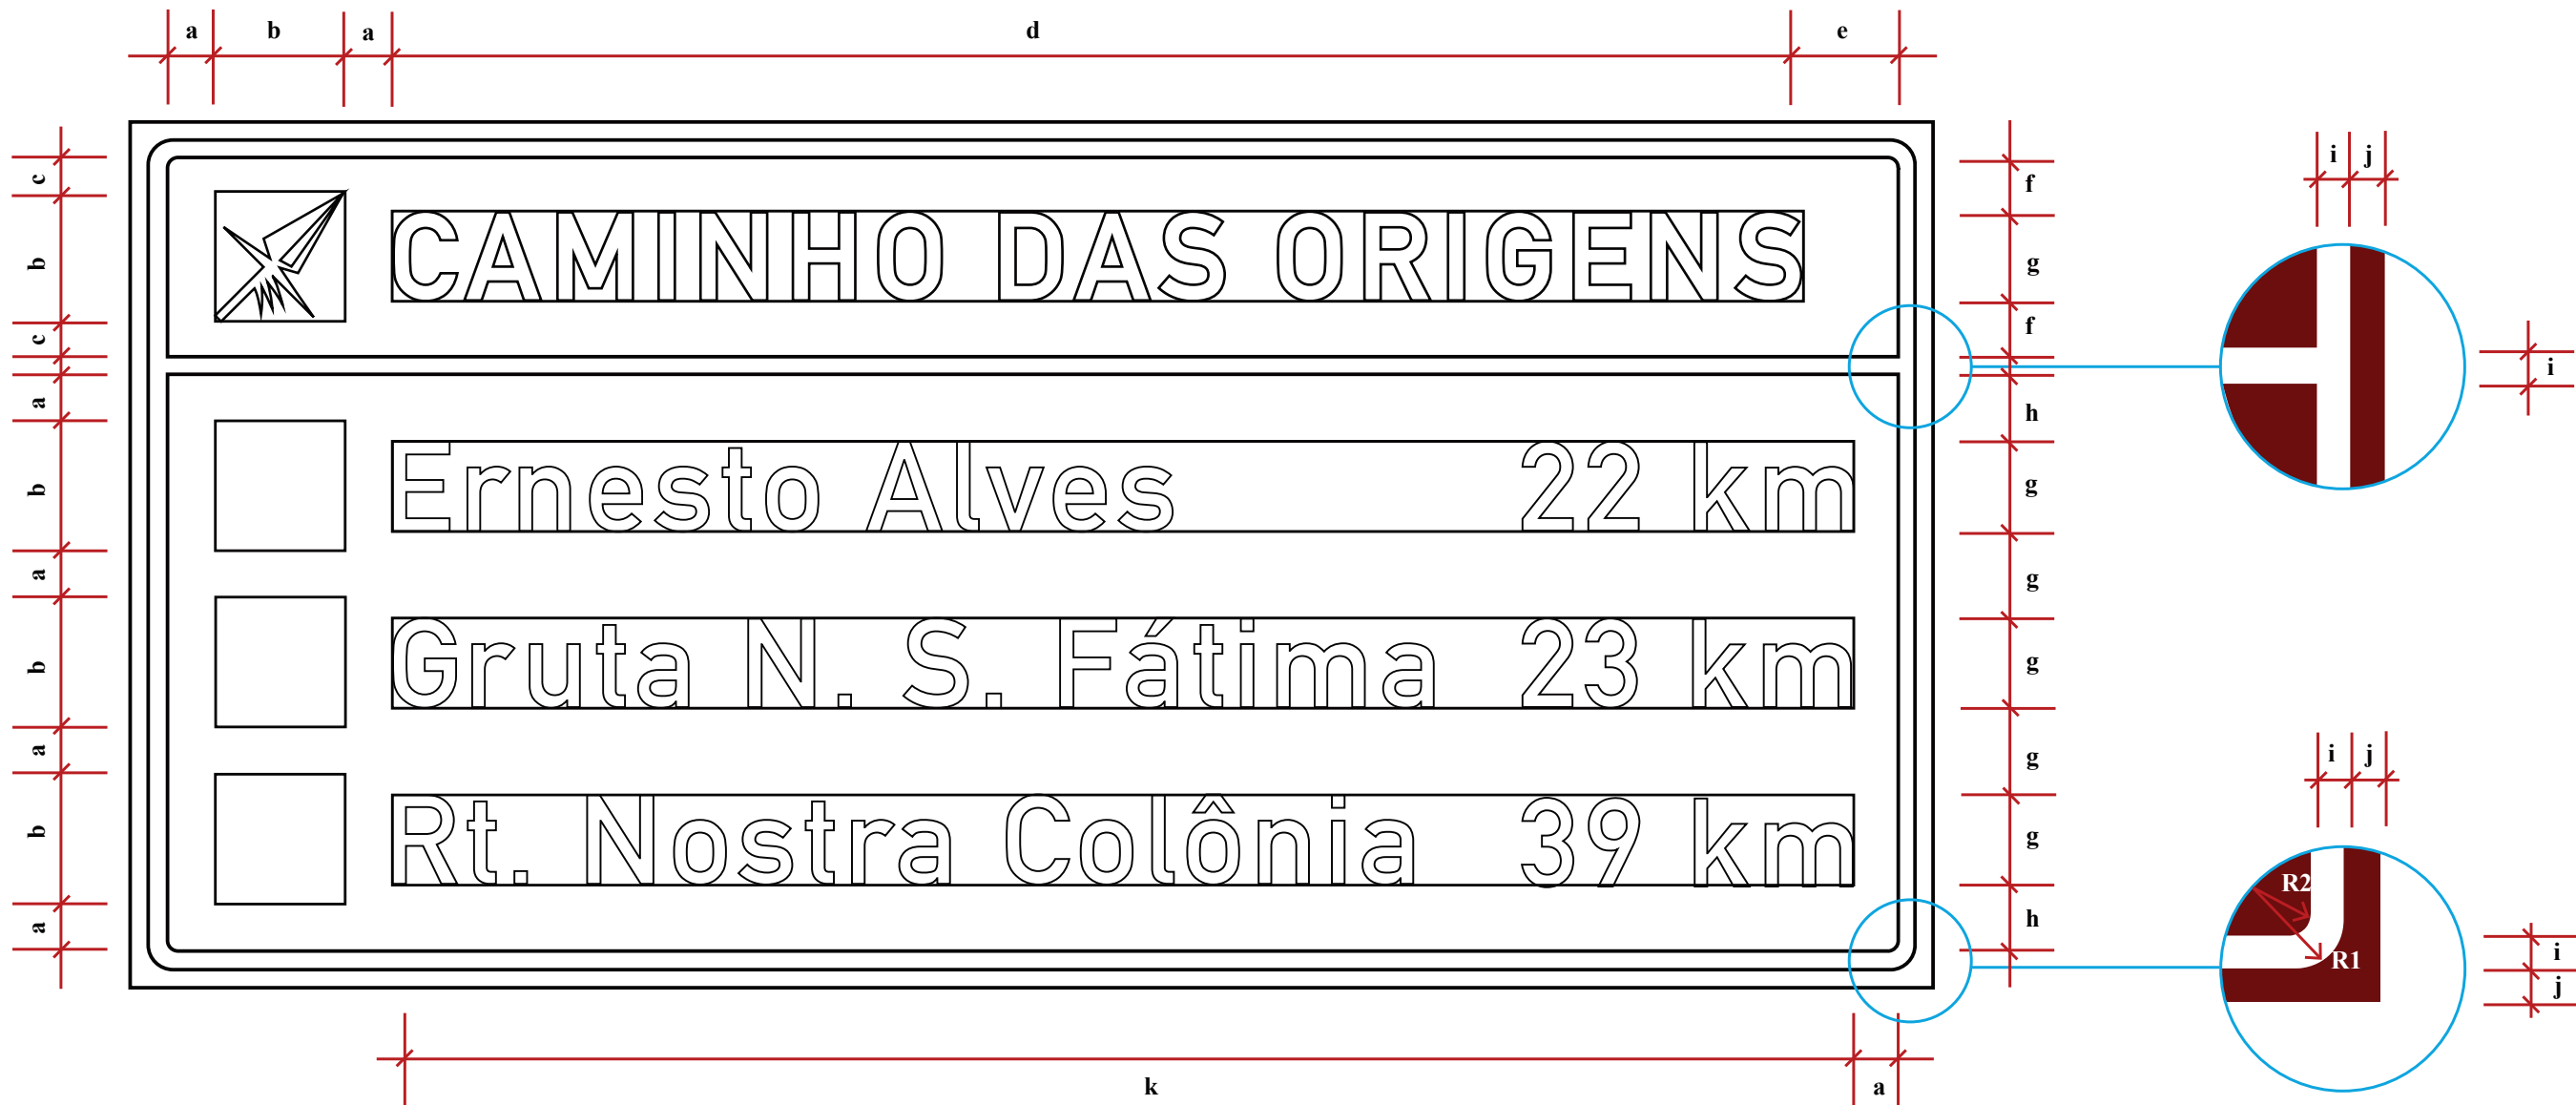 a b a d e
CAMINHO DAS ORIGENS
Ernesto Alves 22 km
Gruta N. S. Fátima 23 km
Rt. Nostra Colônia 39 km
c
b
c
a
b
a
b
a
b
a
f
g
f
h
g
g
g
g
g
h
k a
i j
i
i j
R2
R1
i
j